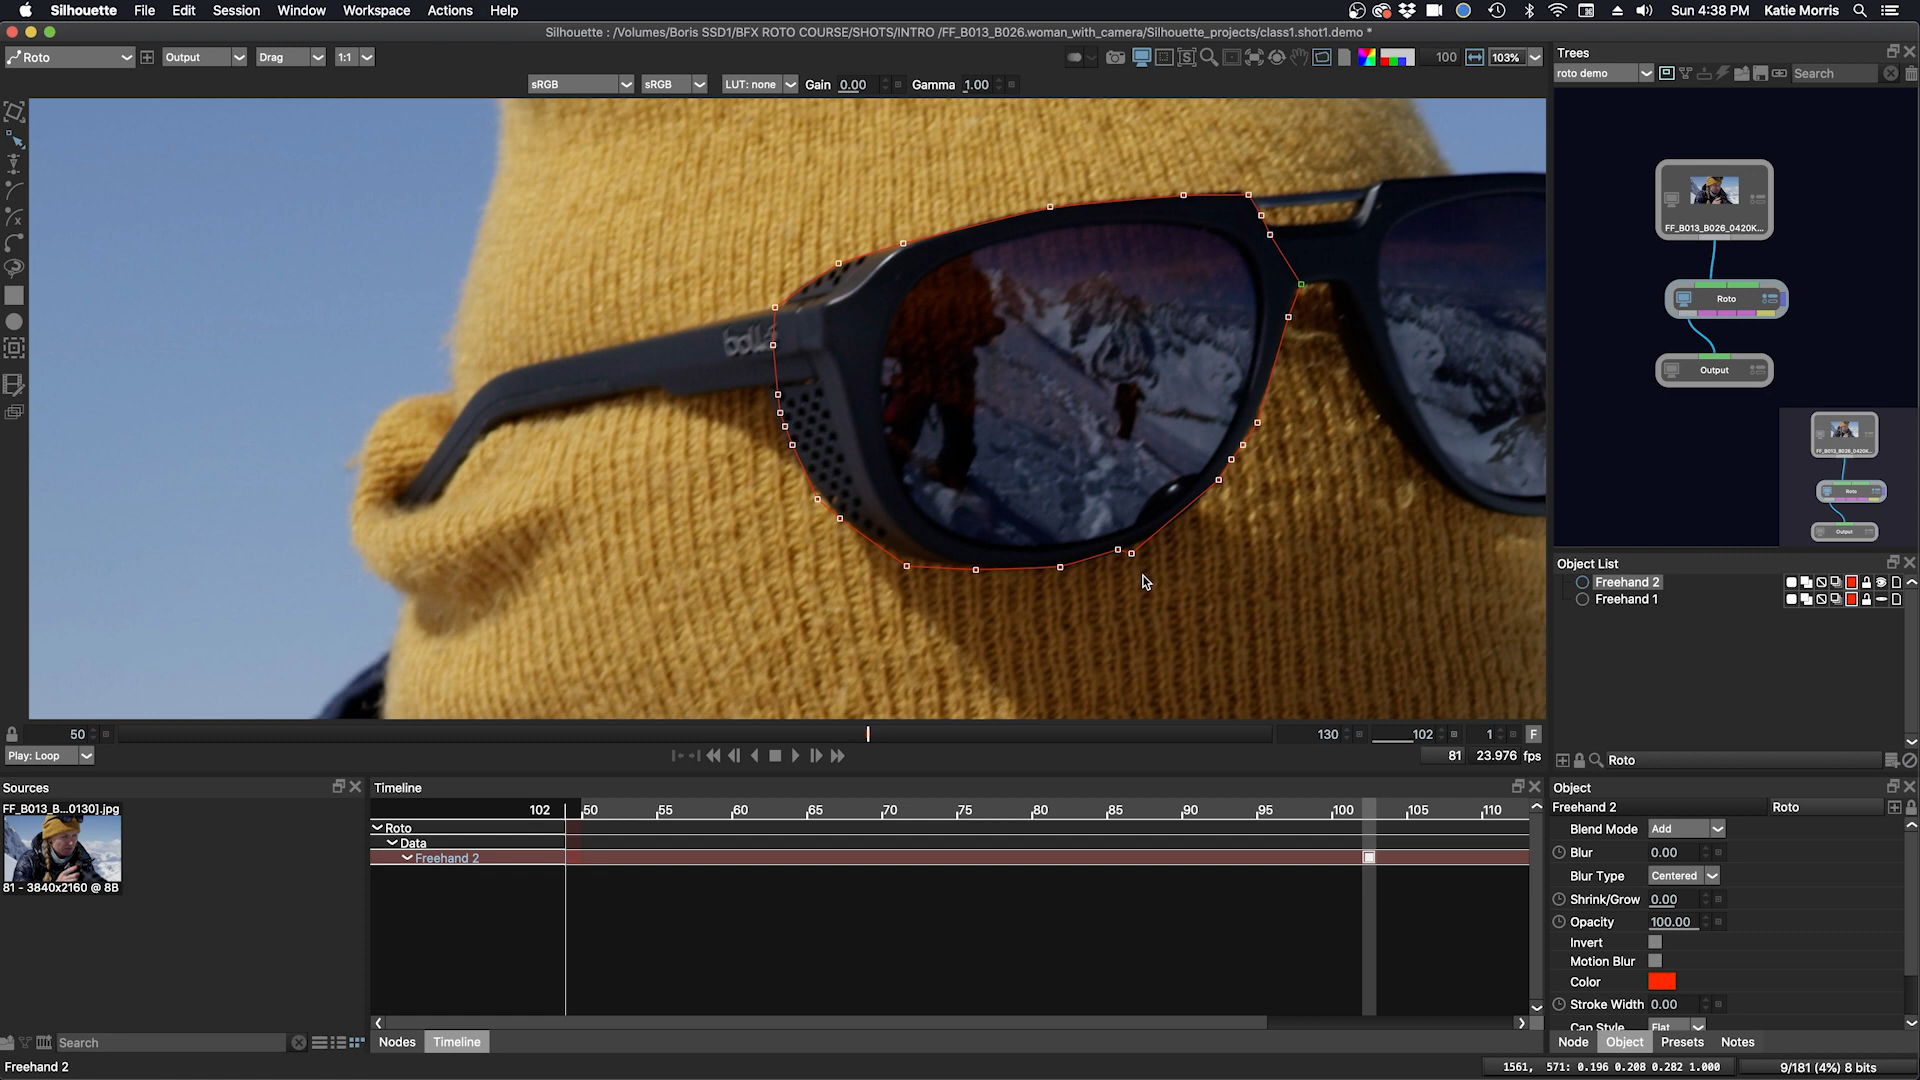 Silhouette File Edit Session Window Workspace Actions Help Sun 4:38 PM Katie Morris
Silhouette : /Volumes/Boris SSD1/BFX ROTO COURSE/SHOTS/INTRO /FF_B013_B026.woman_with_camera/Silhouette_projects/class1.shot1.demo *
Roto Output Drag 1:1 100 103%
sRGB sRGB LUT: none Gain 0.00 Gamma 1.00
Trees
roto demo Search
FF_B013_B026_0420K...
Roto
Output
FF_B013_B026_0420K...
Roto
Output
Object List
Freehand 2
Freehand 1
Roto
50 130 102 1 F
Play: Loop 81 23.976 fps
Sources
FF_B013_B...0130].jpg
81 - 3840x2160 @ 8B
Search
Timeline
102 50 55 60 65 70 75 80 85 90 95 100 105 110
Roto
Data
Freehand 2
Nodes Timeline
Object
Freehand 2 Roto
Blend Mode Add
Blur 0.00
Blur Type Centered
Shrink/Grow 0.00
Opacity 100.00
Invert
Motion Blur
Color
Stroke Width 0.00
Cap Style Flat
Node Object Presets Notes
Freehand 2 1561, 571: 0.196 0.208 0.282 1.000 9/181 (4%) 8 bits